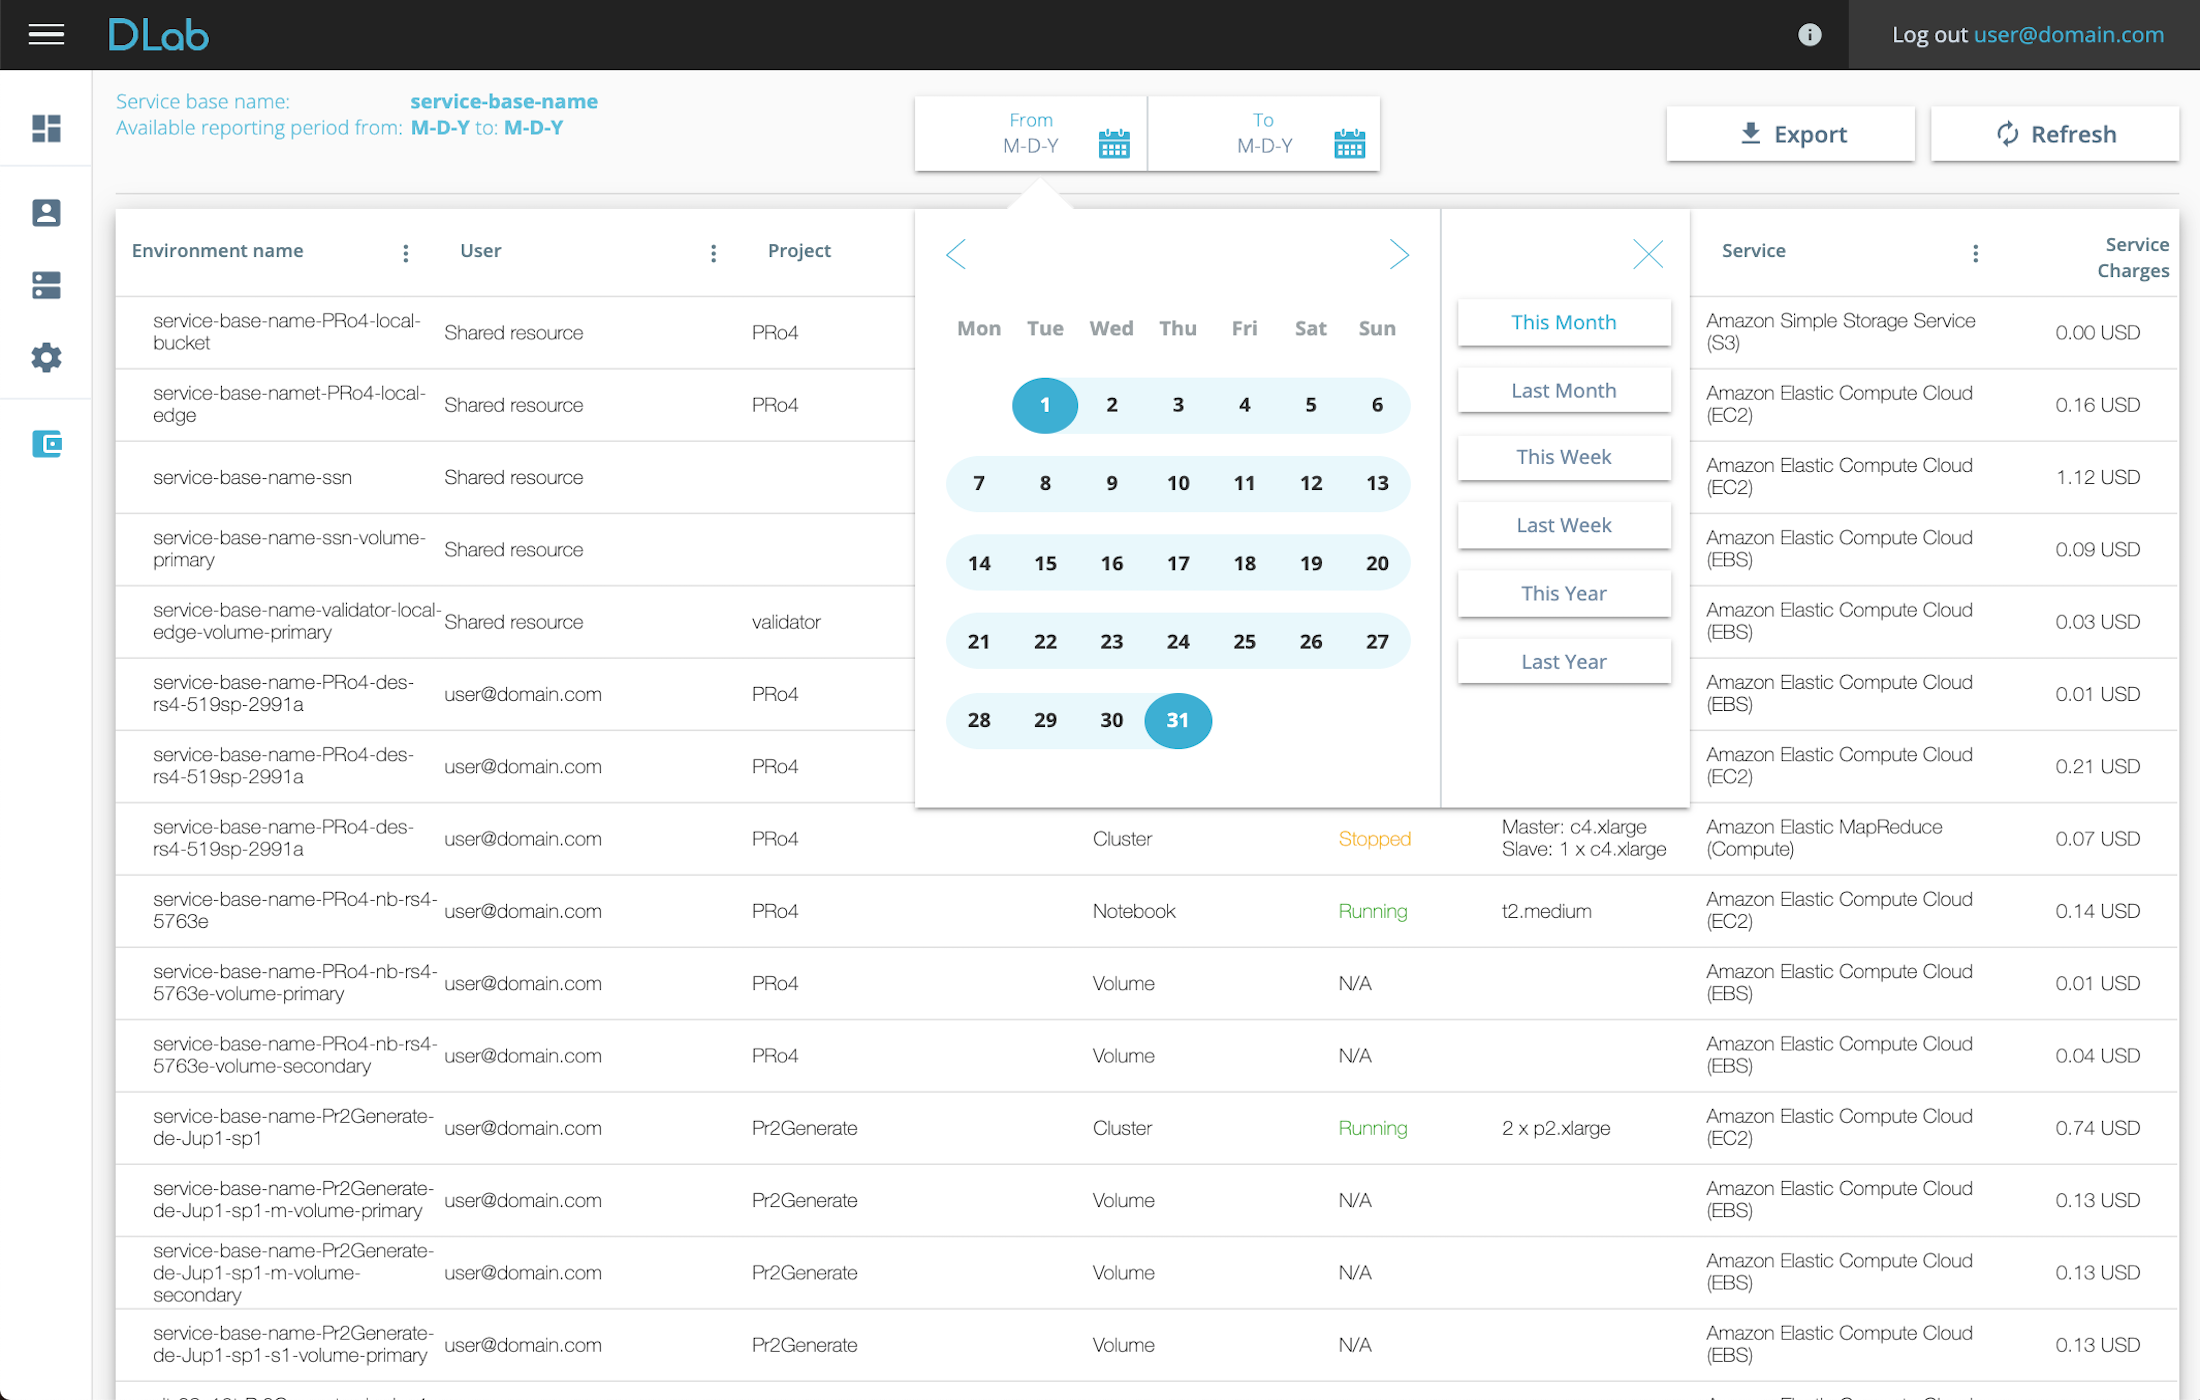 DLab
Log out user@domain.com
Service base name: service-base-name
Available reporting period from: M-D-Y to: M-D-Y
From
M-D-Y
To
M-D-Y
Export
Refresh
Environment name
User
Project
Service
Service
Charges
Mon Tue Wed Thu Fri Sat Sun
1 2 3 4 5 6
7 8 9 10 11 12 13
14 15 16 17 18 19 20
21 22 23 24 25 26 27
28 29 30 31
This Month
Last Month
This Week
Last Week
This Year
Last Year
service-base-name-PRo4-local-
bucket
Shared resource
PRo4
Amazon Simple Storage Service
(S3)
0.00 USD
service-base-namet-PRo4-local-
edge
Shared resource
PRo4
Amazon Elastic Compute Cloud
(EC2)
0.16 USD
service-base-name-ssn
Shared resource
Amazon Elastic Compute Cloud
(EC2)
1.12 USD
service-base-name-ssn-volume-
primary
Shared resource
Amazon Elastic Compute Cloud
(EBS)
0.09 USD
service-base-name-validator-local-
edge-volume-primary
Shared resource
validator
Amazon Elastic Compute Cloud
(EBS)
0.03 USD
service-base-name-PRo4-des-
rs4-519sp-2991a
user@domain.com
PRo4
Amazon Elastic Compute Cloud
(EBS)
0.01 USD
service-base-name-PRo4-des-
rs4-519sp-2991a
user@domain.com
PRo4
Amazon Elastic Compute Cloud
(EC2)
0.21 USD
service-base-name-PRo4-des-
rs4-519sp-2991a
user@domain.com
PRo4
Cluster
Stopped
Master: c4.xlarge
Slave: 1 x c4.xlarge
Amazon Elastic MapReduce
(Compute)
0.07 USD
service-base-name-PRo4-nb-rs4-
5763e
user@domain.com
PRo4
Notebook
Running
t2.medium
Amazon Elastic Compute Cloud
(EC2)
0.14 USD
service-base-name-PRo4-nb-rs4-
5763e-volume-primary
user@domain.com
PRo4
Volume
N/A
Amazon Elastic Compute Cloud
(EBS)
0.01 USD
service-base-name-PRo4-nb-rs4-
5763e-volume-secondary
user@domain.com
PRo4
Volume
N/A
Amazon Elastic Compute Cloud
(EBS)
0.04 USD
service-base-name-Pr2Generate-
de-Jup1-sp1
user@domain.com
Pr2Generate
Cluster
Running
2 x p2.xlarge
Amazon Elastic Compute Cloud
(EC2)
0.74 USD
service-base-name-Pr2Generate-
de-Jup1-sp1-m-volume-primary
user@domain.com
Pr2Generate
Volume
N/A
Amazon Elastic Compute Cloud
(EBS)
0.13 USD
service-base-name-Pr2Generate-
de-Jup1-sp1-m-volume-
secondary
user@domain.com
Pr2Generate
Volume
N/A
Amazon Elastic Compute Cloud
(EBS)
0.13 USD
service-base-name-Pr2Generate-
de-Jup1-sp1-s1-volume-primary
user@domain.com
Pr2Generate
Volume
N/A
Amazon Elastic Compute Cloud
(EBS)
0.13 USD